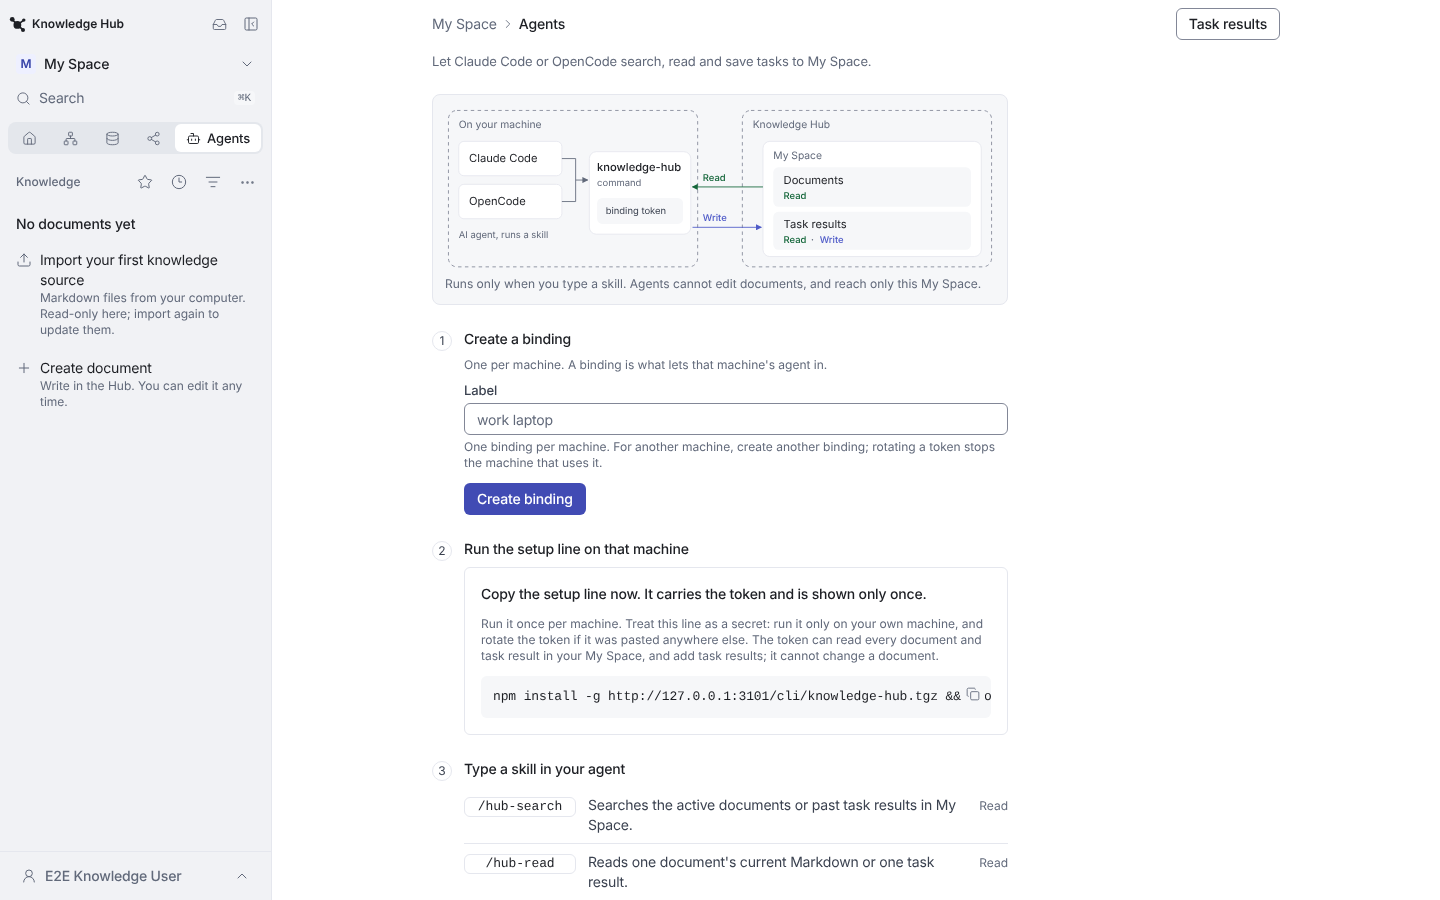 Knowledge Hub
M My Space
Search ⌘K
Agents
Knowledge
No documents yet
Import your first knowledge
source
Markdown files from your computer.
Read-only here; import again to
update them.
Create document
Write in the Hub. You can edit it any
time.
E2E Knowledge User
My Space > Agents
Task results
Let Claude Code or OpenCode search, read and save tasks to My Space.
On your machine
Claude Code
OpenCode
AI agent, runs a skill
knowledge-hub
command
binding token
Read
Write
Knowledge Hub
My Space
Documents
Read
Task results
Read · Write
Runs only when you type a skill. Agents cannot edit documents, and reach only this My Space.
1 Create a binding
One per machine. A binding is what lets that machine's agent in.
Label
work laptop
One binding per machine. For another machine, create another binding; rotating a token stops
the machine that uses it.
Create binding
2 Run the setup line on that machine
Copy the setup line now. It carries the token and is shown only once.
Run it once per machine. Treat this line as a secret: run it only on your own machine, and
rotate the token if it was pasted anywhere else. The token can read every document and
task result in your My Space, and add task results; it cannot change a document.
npm install -g http://127.0.0.1:3101/cli/knowledge-hub.tgz &&
3 Type a skill in your agent
/hub-search Searches the active documents or past task results in My Read
Space.
/hub-read Reads one document's current Markdown or one task Read
result.